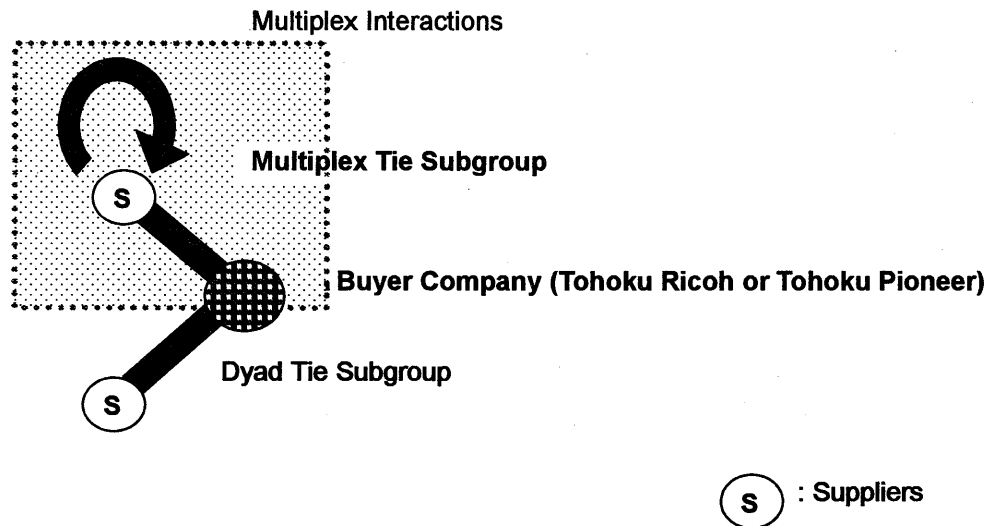 Multiplex Interactions
Multiplex Tie Subgroup
S
Buyer Company (Tohoku Ricoh or Tohoku Pioneer)
Dyad Tie Subgroup
S
S : Suppliers